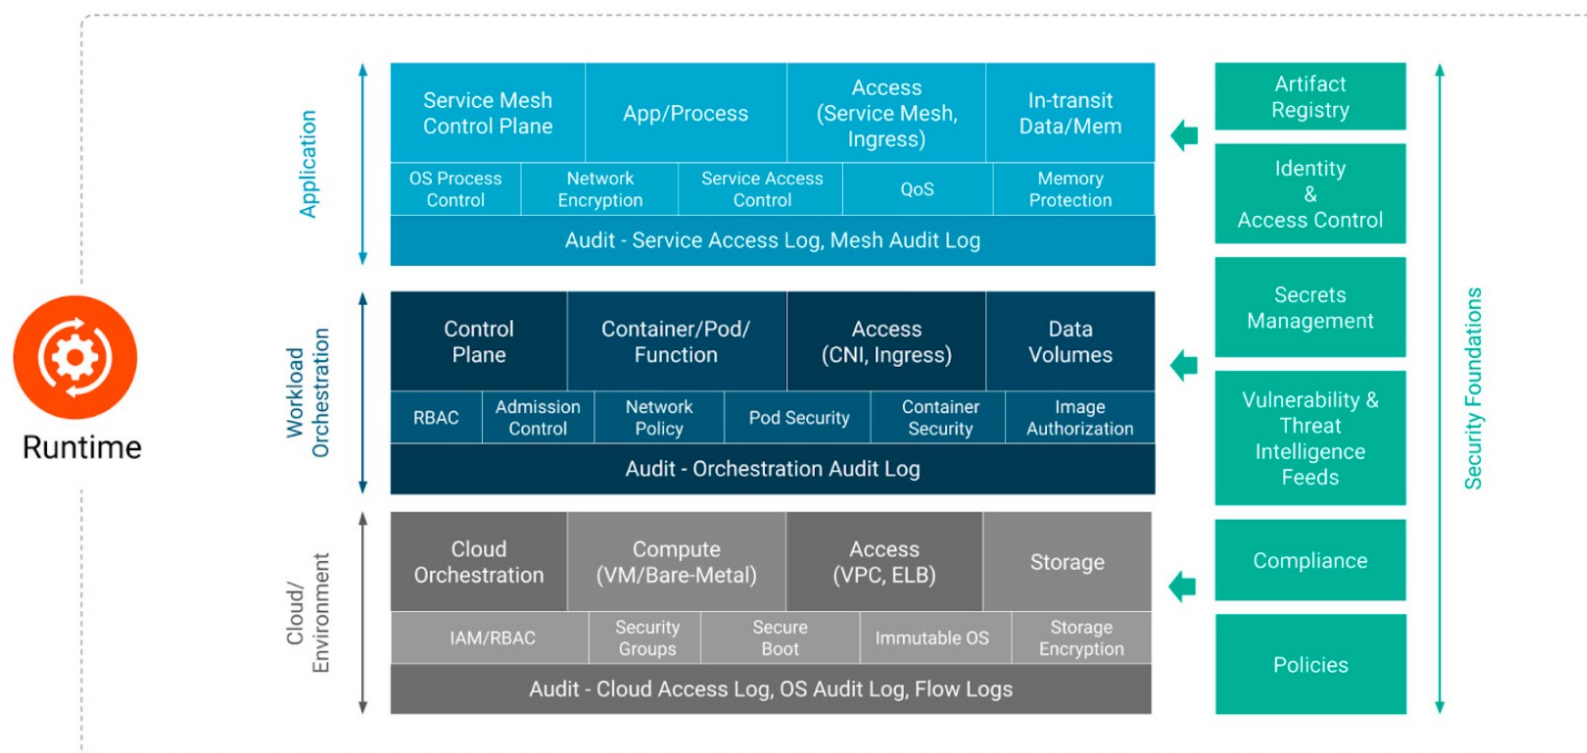 Runtime
Application
Service Mesh
Control Plane
App/Process
Access
(Service Mesh,
Ingress)
In-transit
Data/Mem
OS Process
Control
Network
Encryption
Service Access
Control
QoS
Memory
Protection
Audit - Service Access Log, Mesh Audit Log
Workload
Orchestration
Control
Plane
Container/Pod/
Function
Access
(CNI, Ingress)
Data
Volumes
RBAC
Admission
Control
Network
Policy
Pod Security
Container
Security
Image
Authorization
Audit - Orchestration Audit Log
Cloud/
Environment
Cloud
Orchestration
Compute
(VM/Bare-Metal)
Access
(VPC, ELB)
Storage
IAM/RBAC
Security
Groups
Secure
Boot
Immutable OS
Storage
Encryption
Audit - Cloud Access Log, OS Audit Log, Flow Logs
Artifact
Registry
Identity
&
Access Control
Secrets
Management
Vulnerability &
Threat
Intelligence
Feeds
Compliance
Policies
Security Foundations